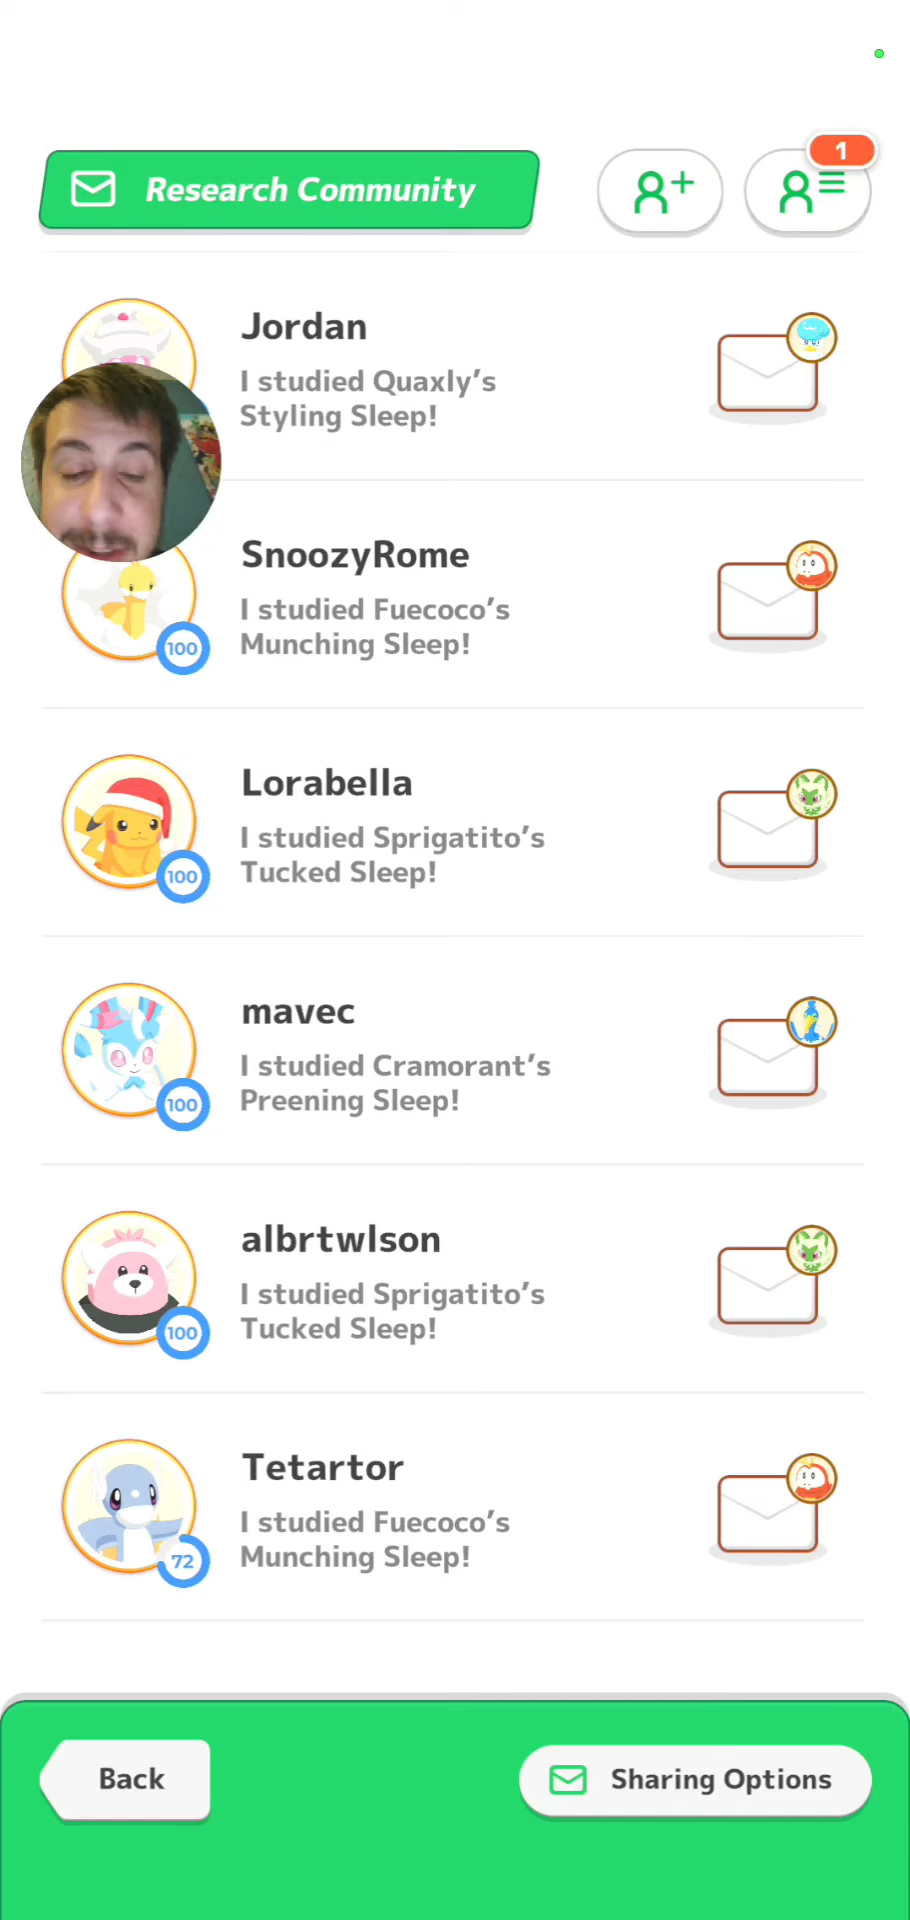 1
Research Community
Jordan
I studied Quaxly's
Styling Sleep!
SnoozyRome
I studied Fuecoco's
Munching Sleep!
100
Lorabella
I studied Sprigatito's
Tucked Sleep!
100
mavec
I studied Cramorant's
Preening Sleep!
100
albrtwlson
I studied Sprigatito's
Tucked Sleep!
100
Tetartor
I studied Fuecoco's
Munching Sleep!
72
Back
Sharing Options